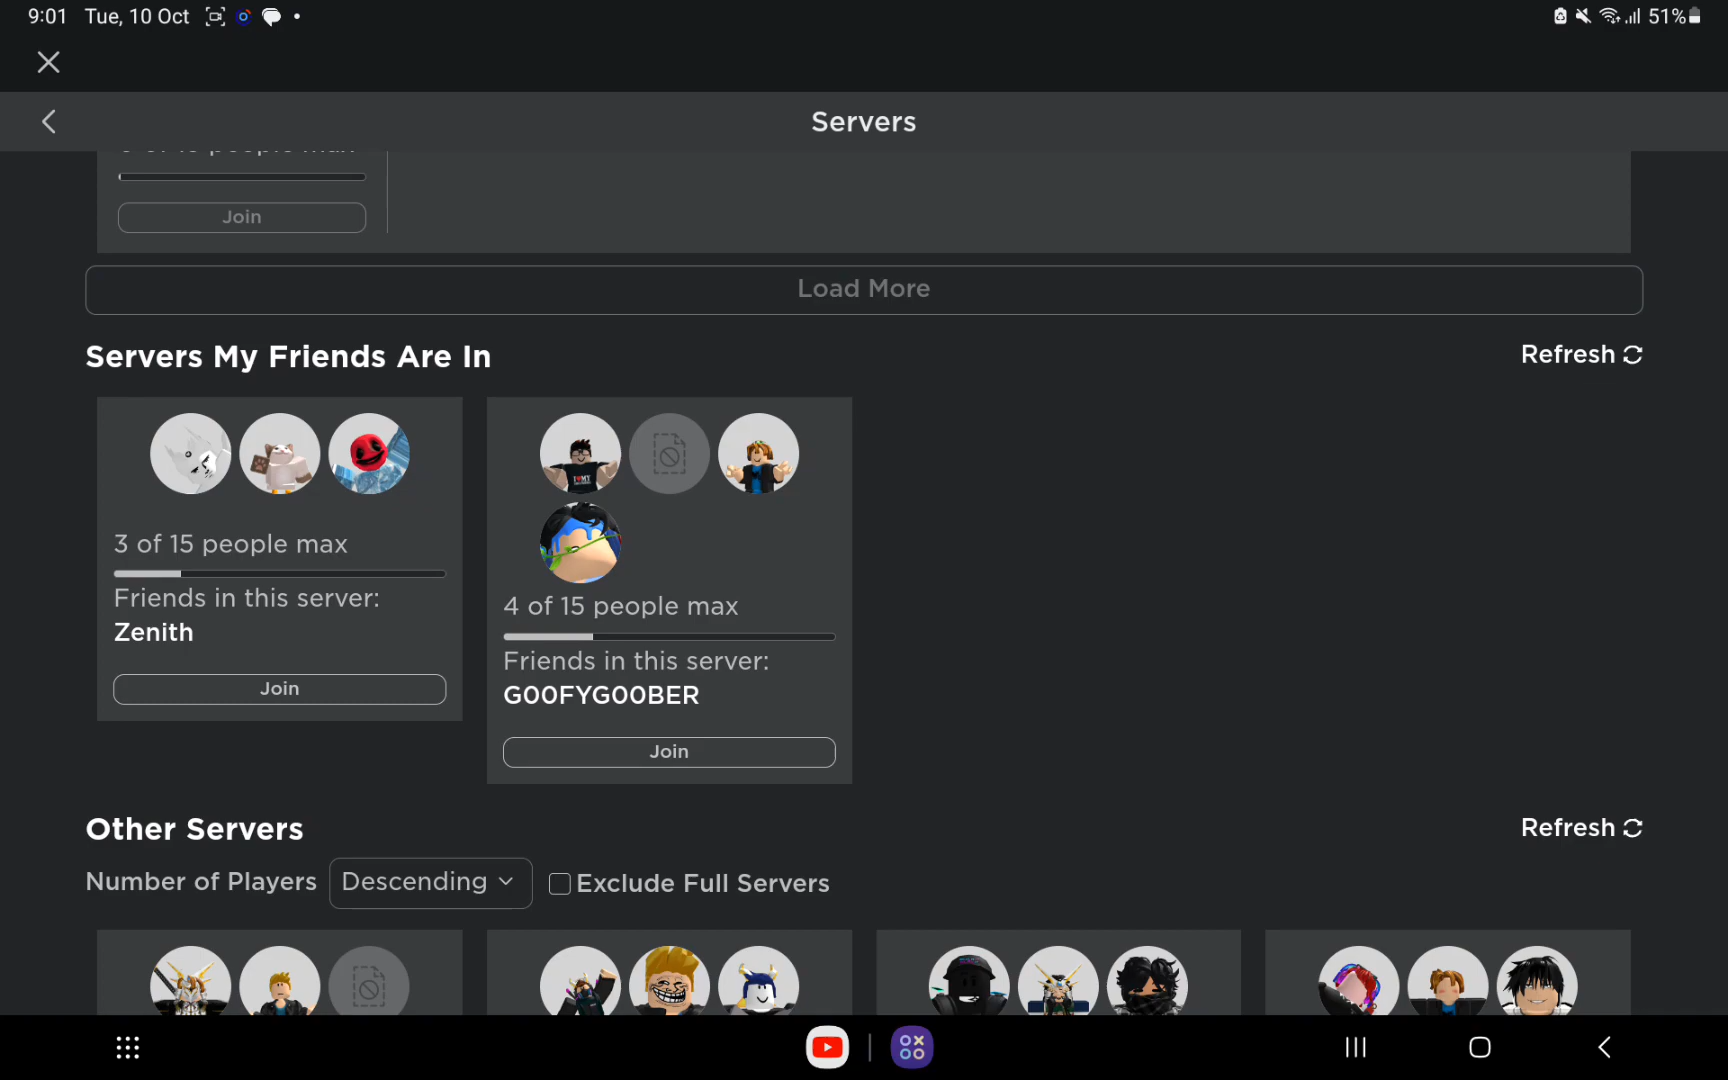 9:01 Tue, 10 Oct
51%
Servers
Join
Load More
Servers My Friends Are In
Refresh
3 of 15 people max
Friends in this server:
Zenith
Join
I MY
4 of 15 people max
Friends in this server:
G00FYG00BER
Join
Other Servers
Refresh
Number of Players Descending Exclude Full Servers